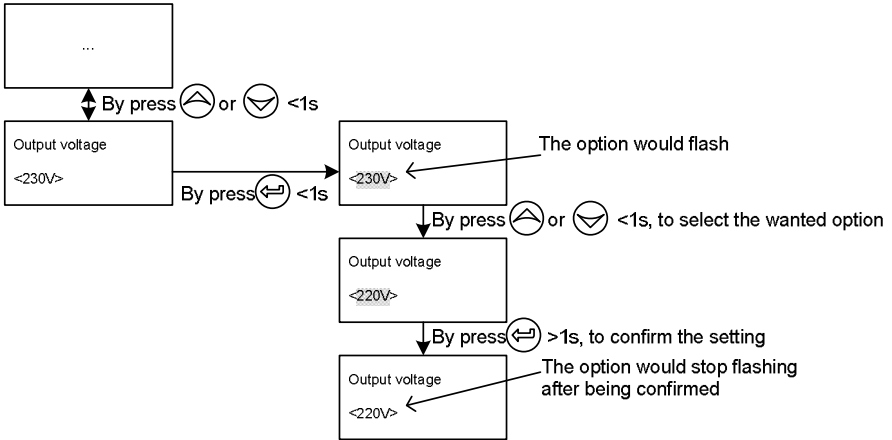 ...
By press or <1s
Output voltage
<230V>
By press <1s
Output voltage
<230V>
The option would flash
By press or <1s, to select the wanted option
Output voltage
<220V>
By press >1s, to confirm the setting
Output voltage
<220V>
The option would stop flashing
after being confirmed